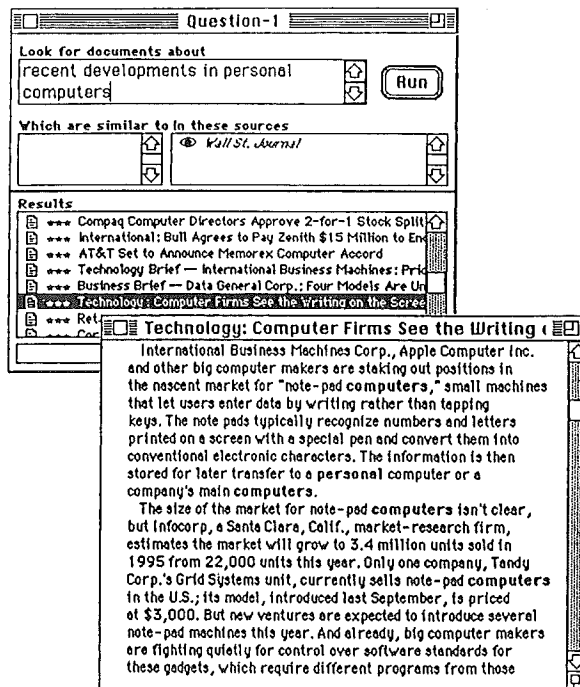 Question-1
Look for documents about
recent developments in personal
computers
Run
Which are similar to In these sources
Wall St. Journal
Results
*** Compaq Computer Directors Approve 2-for-1 Stock Split
*** International: Bull Agrees to Pay Zenith $15 Million to En
*** AT&T Set to Announce Memorex Computer Accord
*** Technology Brief — International Business Machines: Pric
*** Business Brief — Data General Corp.: Four Models Are Un
*** Technology: Computer Firms See the Writing on the Scree
*** Ret
*** Cor
Technology: Computer Firms See the Writing o
International Business Machines Corp., Apple Computer Inc.
and other big computer makers are staking out positions in
the nascent market for "note-pad computers," small machines
that let users enter data by writing rather than tapping
keys. The note pads typically recognize numbers and letters
printed on a screen with a special pen and convert them into
conventional electronic characters. The information is then
stored for later transfer to a personal computer or a
company's main computers.
The size of the market for note-pad computers isn't clear,
but Infocorp, a Santa Clara, Calif., market-research firm,
estimates the market will grow to 3.4 million units sold in
1995 from 22,000 units this year. Only one company, Tandy
Corp.'s Grid Systems unit, currently sells note-pad computers
in the U.S.; its model, introduced last September, is priced
at $3,000. But new ventures are expected to introduce several
note-pad machines this year. And already, big computer makers
are fighting quietly for control over software standards for
these gadgets, which require different programs from those